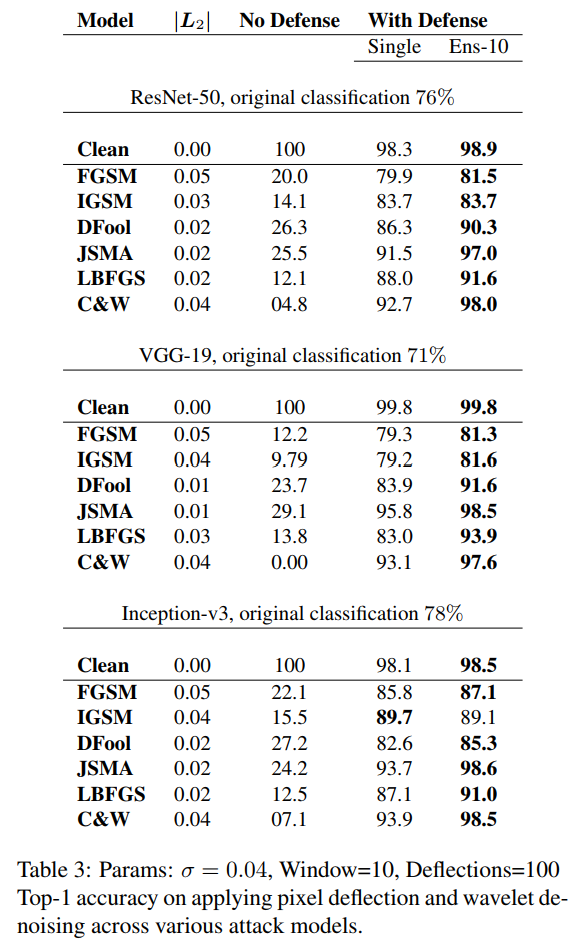 Model |L2| No Defense With Defense
Single Ens-10
ResNet-50, original classification 76%
Clean 0.00 100 98.3 98.9
FGSM 0.05 20.0 79.9 81.5
IGSM 0.03 14.1 83.7 83.7
DFool 0.02 26.3 86.3 90.3
JSMA 0.02 25.5 91.5 97.0
LBFGS 0.02 12.1 88.0 91.6
C&W 0.04 04.8 92.7 98.0
VGG-19, original classification 71%
Clean 0.00 100 99.8 99.8
FGSM 0.05 12.2 79.3 81.3
IGSM 0.04 9.79 79.2 81.6
DFool 0.01 23.7 83.9 91.6
JSMA 0.01 29.1 95.8 98.5
LBFGS 0.03 13.8 83.0 93.9
C&W 0.04 0.00 93.1 97.6
Inception-v3, original classification 78%
Clean 0.00 100 98.1 98.5
FGSM 0.05 22.1 85.8 87.1
IGSM 0.04 15.5 89.7 89.1
DFool 0.02 27.2 82.6 85.3
JSMA 0.02 24.2 93.7 98.6
LBFGS 0.02 12.5 87.1 91.0
C&W 0.04 07.1 93.9 98.5
Table 3: Params: σ = 0.04, Window=10, Deflections=100
Top-1 accuracy on applying pixel deflection and wavelet de-
noising across various attack models.